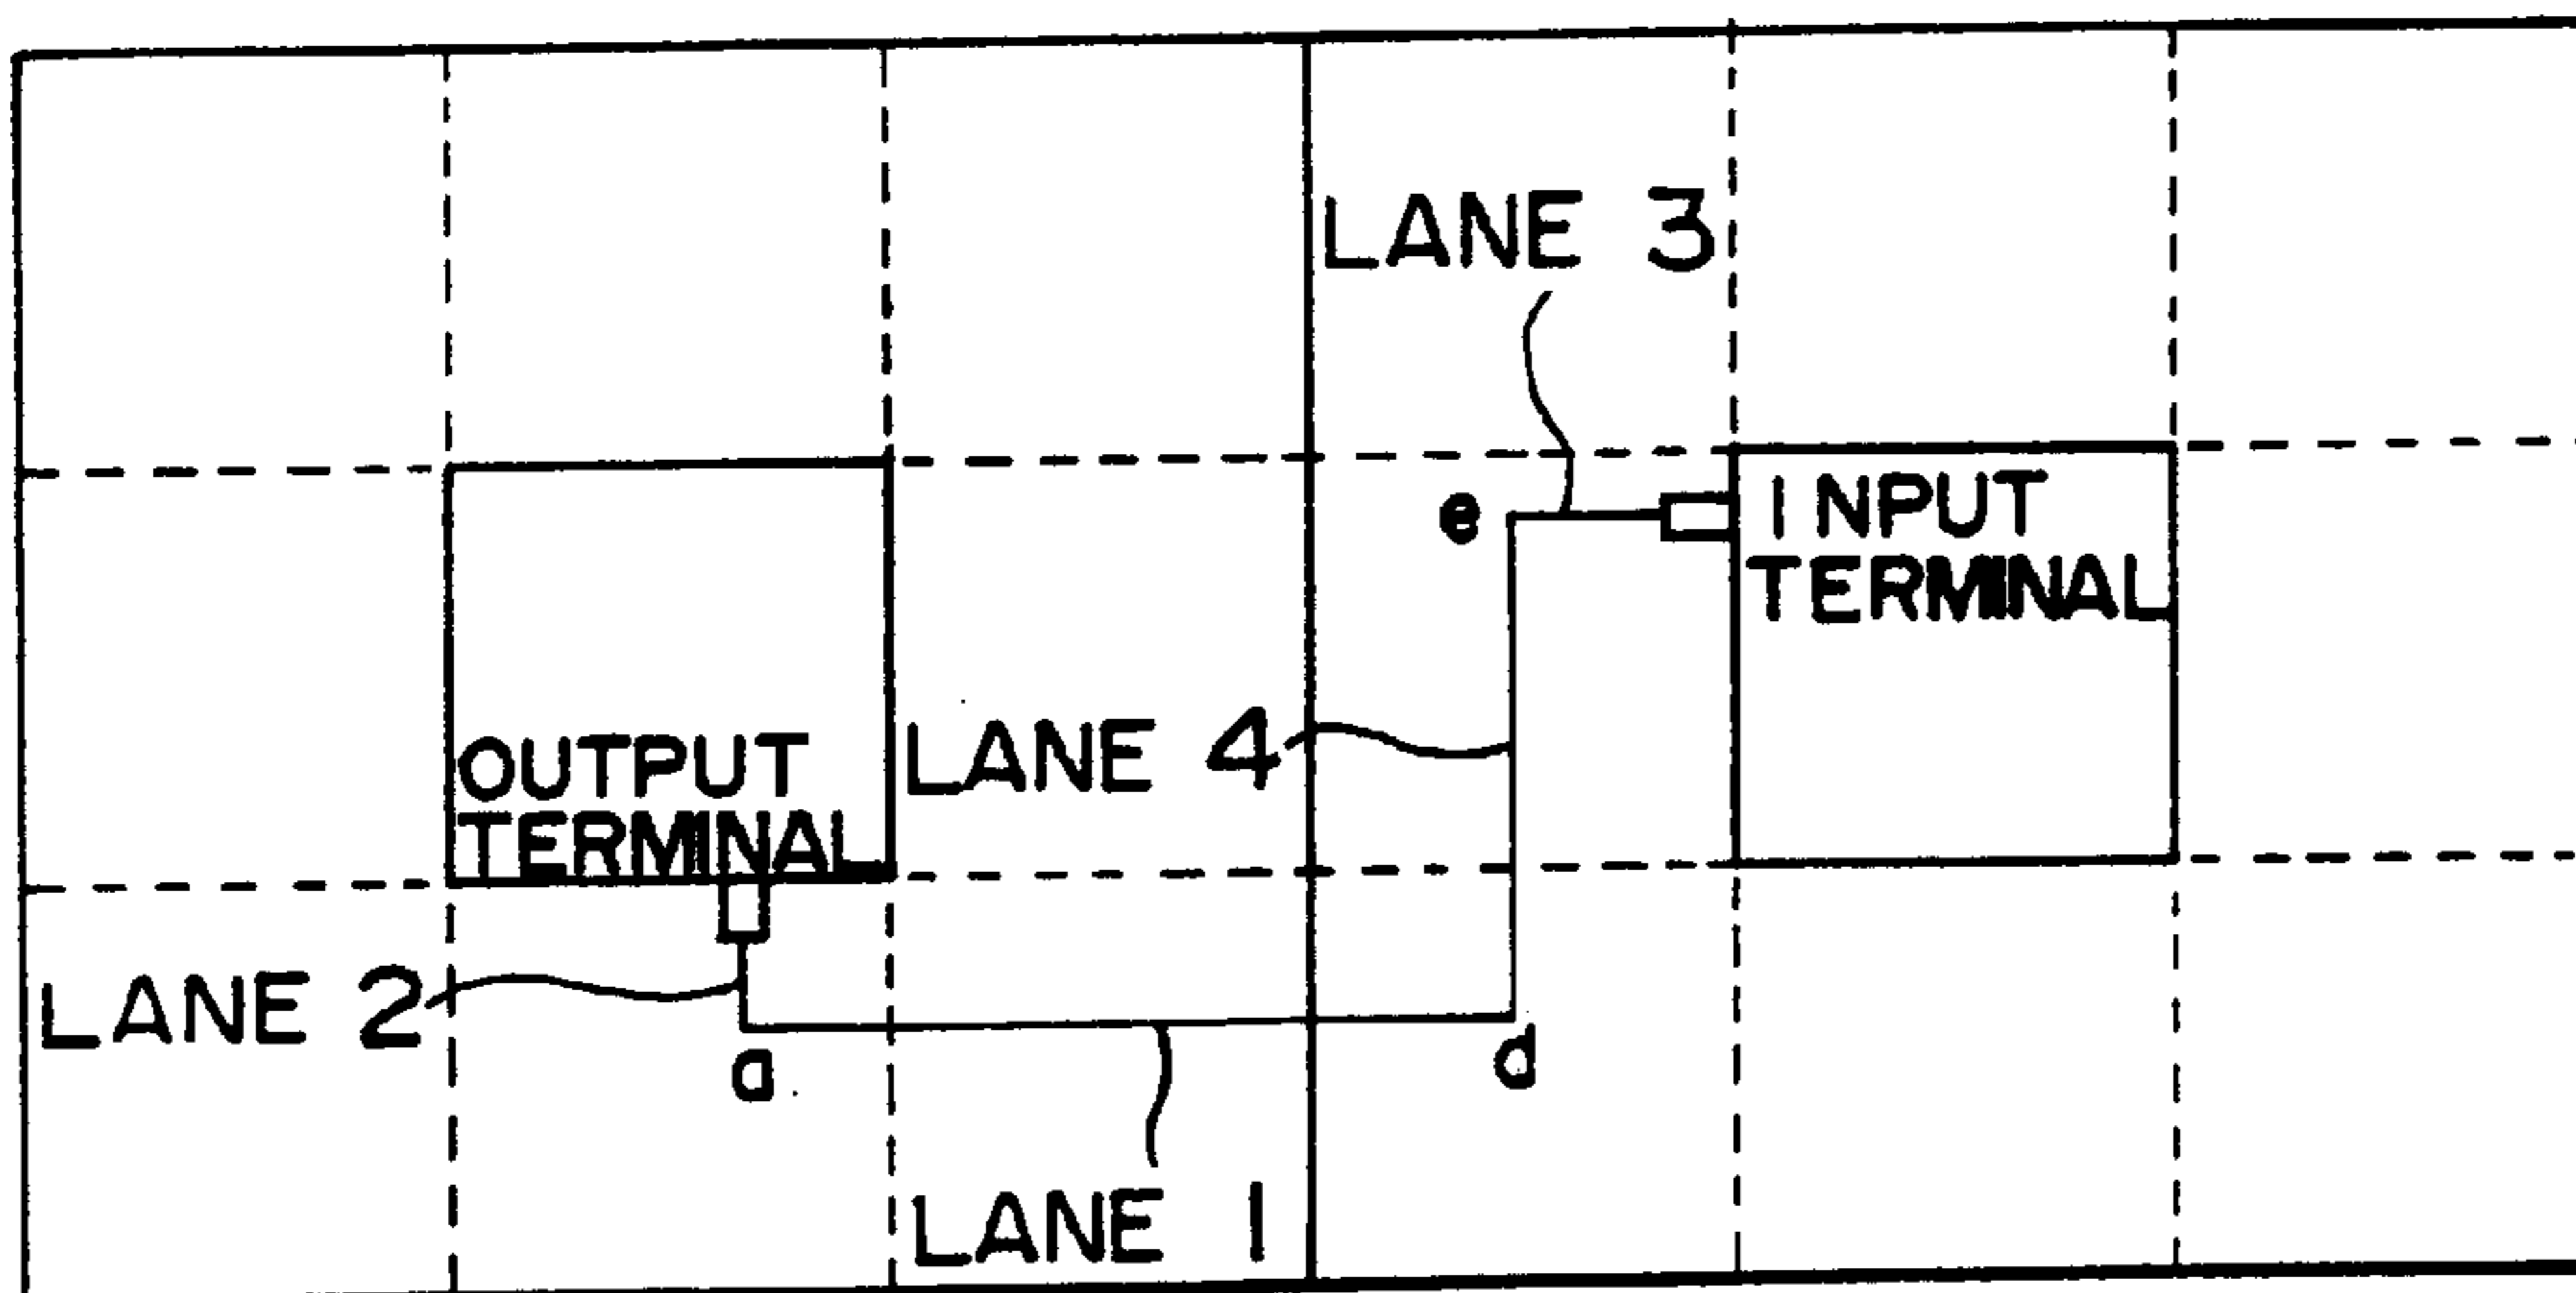 LANE 3
e
INPUT
TERMINAL
OUTPUT
TERMINAL
LANE 4
LANE 2
a
d
LANE 1